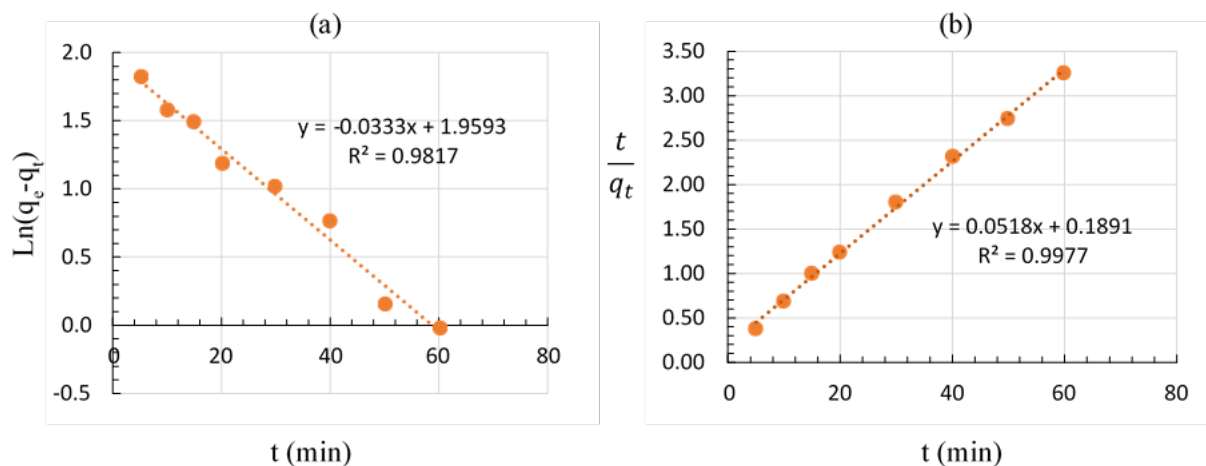 (a)
2.0
1.5
1.0
0.5
0.0
-0.5
0
20
40
60
80
Ln(qₑ-qₜ)
y = -0.0333x + 1.9593
R² = 0.9817
t (min)
(b)
3.50
3.00
2.50
2.00
1.50
1.00
0.50
0.00
0
20
40
60
80
t
qₜ
y = 0.0518x + 0.1891
R² = 0.9977
t (min)